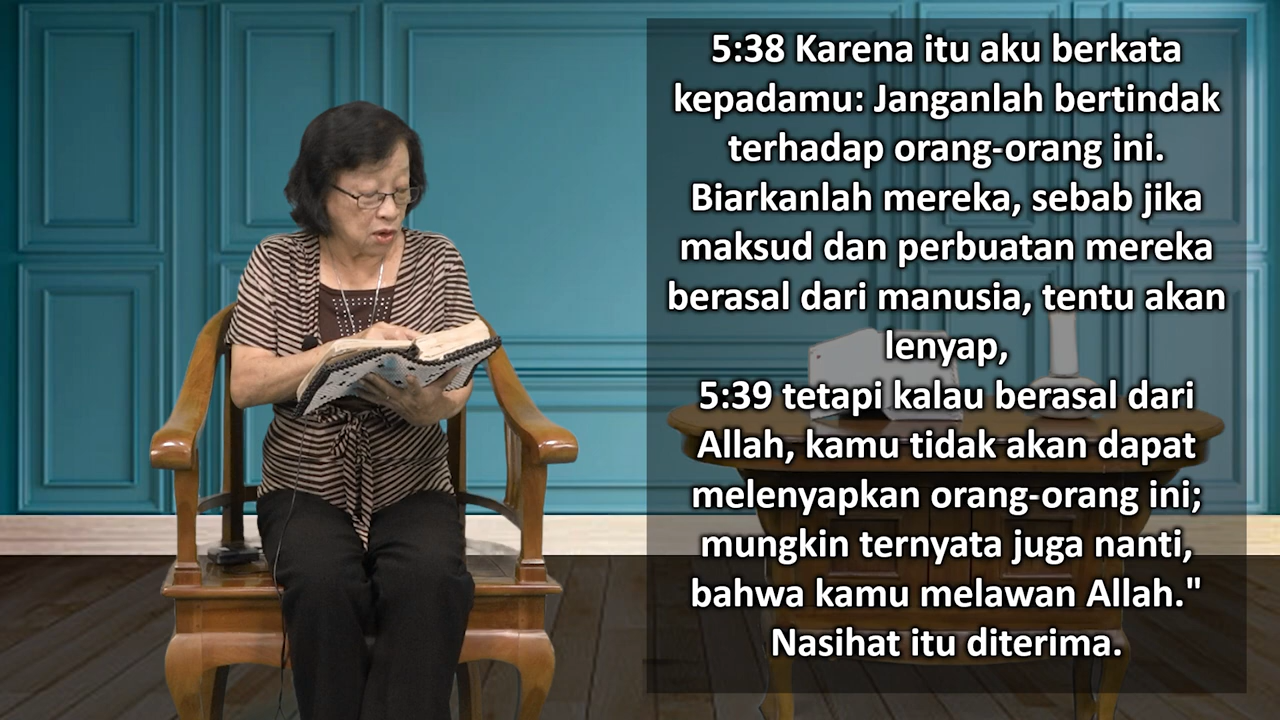 5:38 Karena itu aku berkata
kepadamu: Janganlah bertindak
terhadap orang-orang ini.
Biarkanlah mereka, sebab jika
maksud dan perbuatan mereka
berasal dari manusia, tentu akan
lenyap,
5:39 tetapi kalau berasal dari
Allah, kamu tidak akan dapat
melenyapkan orang-orang ini;
mungkin ternyata juga nanti,
bahwa kamu melawan Allah."
Nasihat itu diterima.